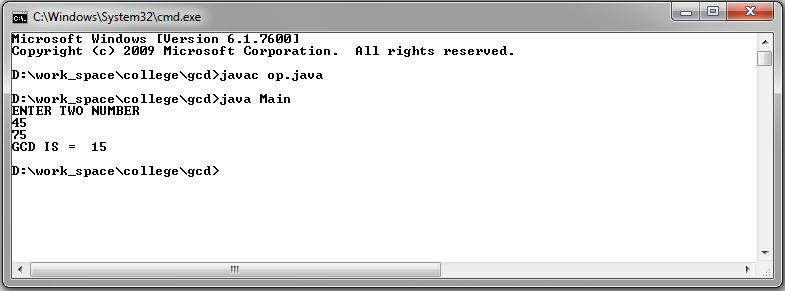 C:\Windows\System32\cmd.exe
Microsoft Windows [Version 6.1.7600]
Copyright (c) 2009 Microsoft Corporation.  All rights reserved.
D:\work_space\college\gcd>javac op.java
D:\work_space\college\gcd>java Main
ENTER TWO NUMBER
45
75
GCD IS =  15
D:\work_space\college\gcd>